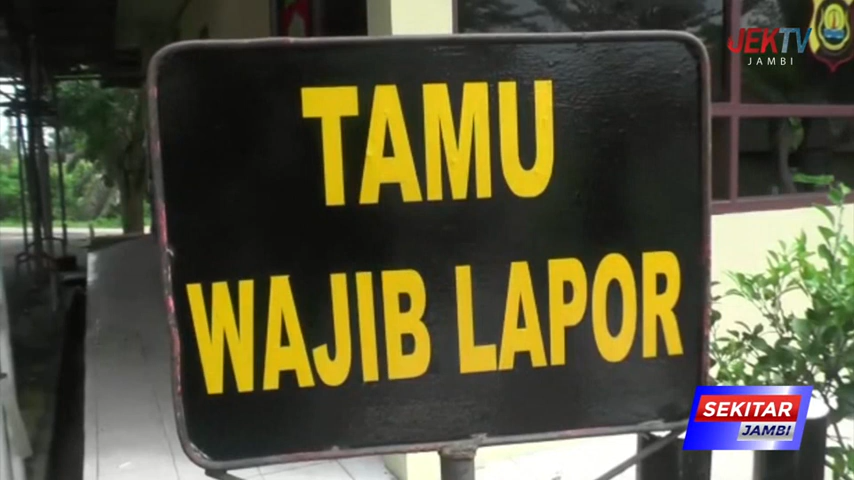 JEKTV
JAMBI
TAMU
WAJIB LAPOR
SEKITAR
JAMBI